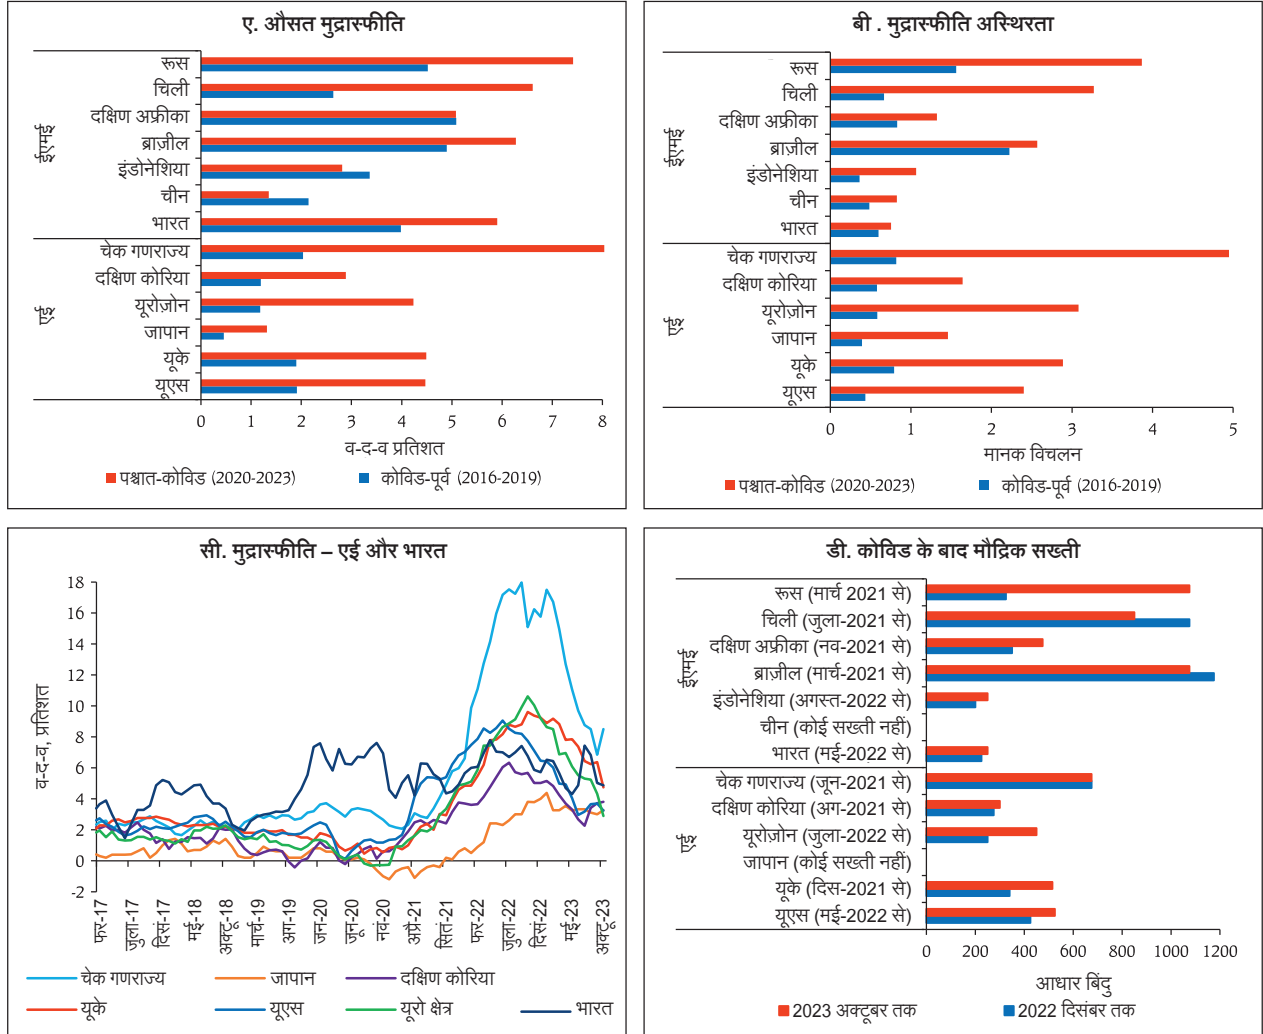 ए. औसत मुद्रास्फीति
ईएमई
रूस
चिली
दक्षिण अफ्रीका
ब्राज़ील
इंडोनेशिया
चीन
भारत
एई
चेक गणराज्य
दक्षिण कोरिया
यूरोज़ोन
जापान
यूके
यूएस
0 1 2 3 4 5 6 7 8
व-द-व प्रतिशत
पश्चात-कोविड (2020-2023) कोविड-पूर्व (2016-2019)
बी . मुद्रास्फीति अस्थिरता
ईएमई
रूस
चिली
दक्षिण अफ्रीका
ब्राज़ील
इंडोनेशिया
चीन
भारत
एई
चेक गणराज्य
दक्षिण कोरिया
यूरोज़ोन
जापान
यूके
यूएस
0 1 2 3 4 5
मानक विचलन
पश्चात-कोविड (2020-2023) कोविड-पूर्व (2016-2019)
सी. मुद्रास्फीति – एई और भारत
व-द-व, प्रतिशत
18
16
14
12
10
8
6
4
2
0
-2
फर-17 जुला-17 दिसं-17 मई-18 अक्टू-18 मार्च-19 अग-19 जन-20 जून-20 नवं-20 अप्रै-21 सितं-21 फर-22 जुला-22 दिसं-22 मई-23 अक्टू-23
चेक गणराज्य जापान दक्षिण कोरिया
यूके यूएस यूरो क्षेत्र भारत
डी. कोविड के बाद मौद्रिक सख्ती
ईएमई
रूस (मार्च 2021 से)
चिली (जुला-2021 से)
दक्षिण अफ्रीका (नव-2021 से)
ब्राज़ील (मार्च-2021 से)
इंडोनेशिया (अगस्त-2022 से)
चीन (कोई सख्ती नहीं)
भारत (मई-2022 से)
एई
चेक गणराज्य (जून-2021 से)
दक्षिण कोरिया (अग-2021 से)
यूरोज़ोन (जुला-2022 से)
जापान (कोई सख्ती नहीं)
यूके (दिस-2021 से)
यूएस (मई-2022 से)
0 200 400 600 800 1000 1200
आधार बिंदु
2023 अक्टूबर तक 2022 दिसंबर तक